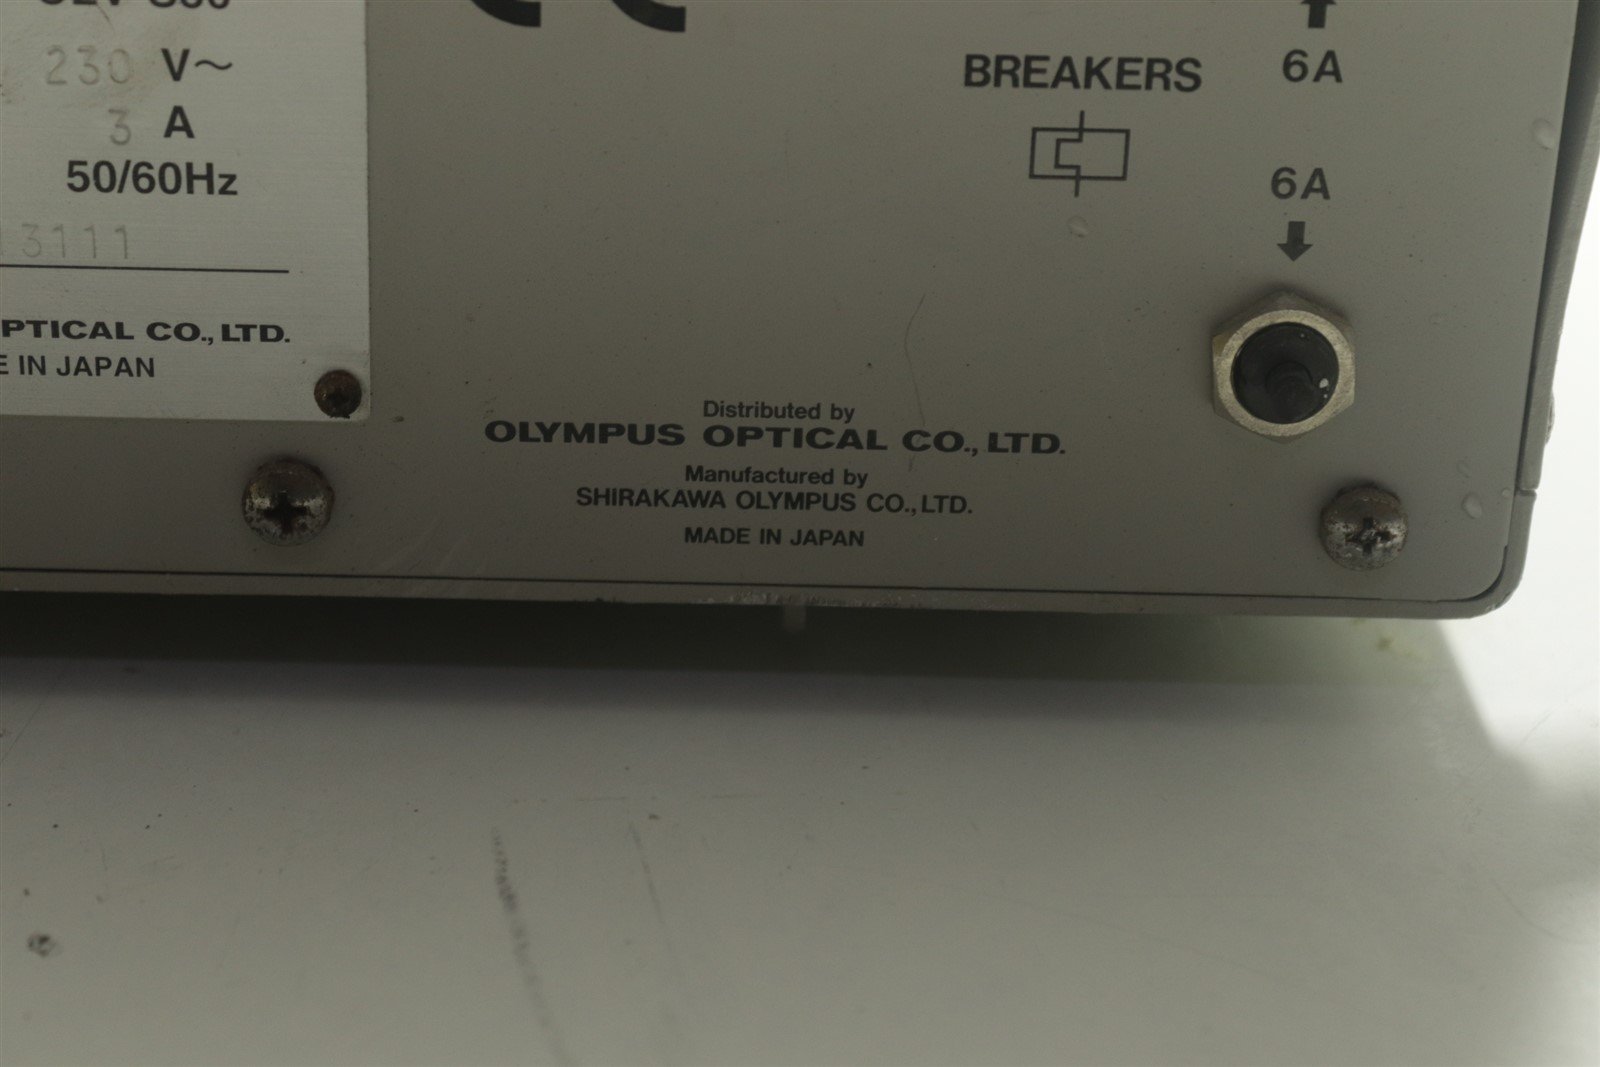 230 V~
3 A
50/60Hz
3111
PTICAL CO., LTD.
E IN JAPAN
BREAKERS
6A
6A
Distributed by
OLYMPUS OPTICAL CO., LTD.
Manufactured by
SHIRAKAWA OLYMPUS CO., LTD.
MADE IN JAPAN